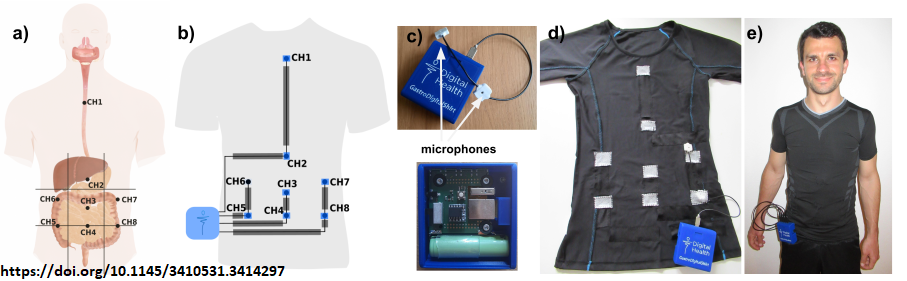 a)
CH1
CH2
CH6
CH3
CH7
CH5
CH4
CH8
b)
CH1
CH2
CH6
CH3
CH7
CH5
CH4
CH8
c)
Digital
Health
GastroDigitalShirt
microphones
d)
Digital
Health
GastroDigitalShirt
e)
https://doi.org/10.1145/3410531.3414297